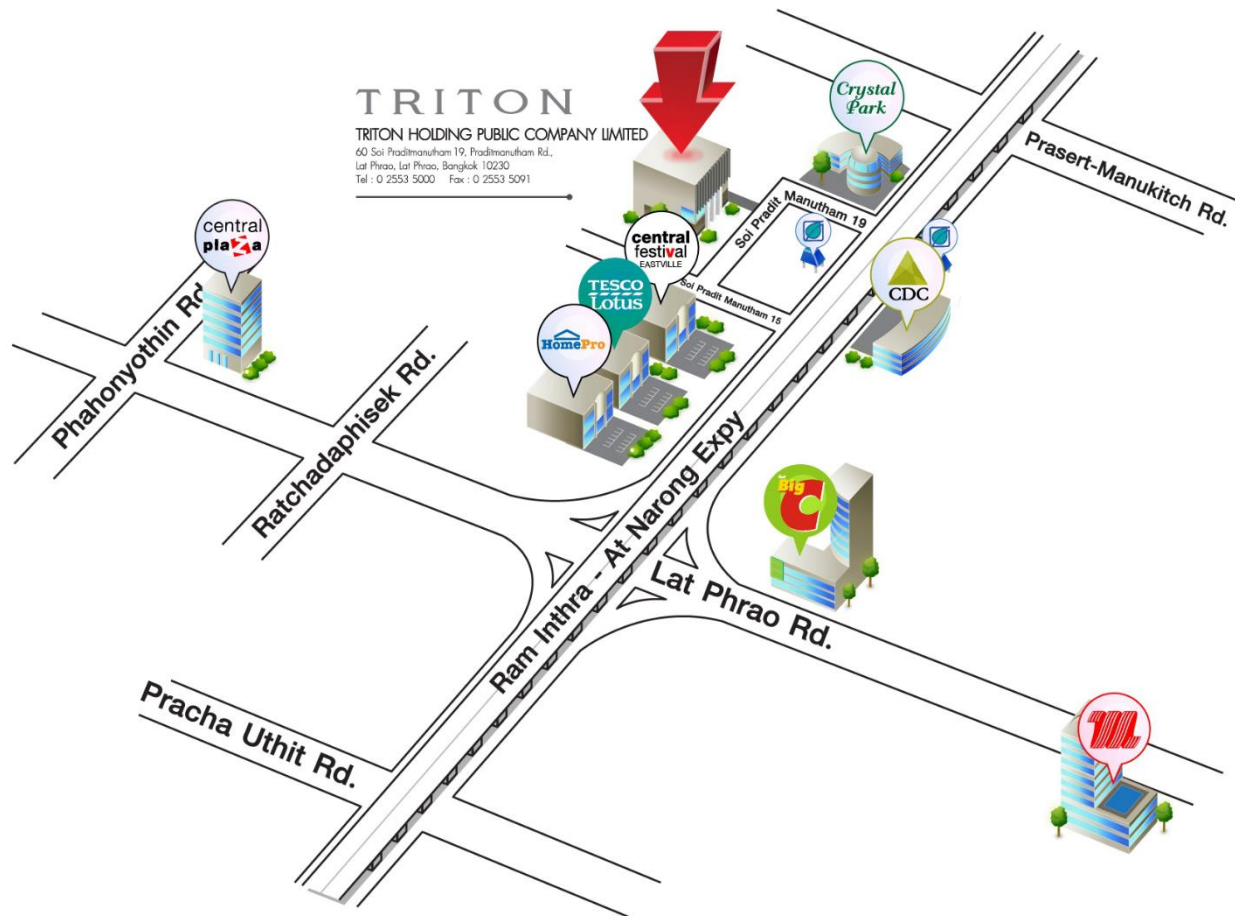 TRITON
TRITON HOLDING PUBLIC COMPANY LIMITED
60 Soi Praditmanutham 19, Praditmanutham Rd.,
Lat Phrao, Lat Phrao, Bangkok 10230
Tel : 0 2553 5000 Fax : 0 2553 5091
Crystal
Park
Prasert-Manukitch Rd.
Soi Pradit Manutham 19
central
plaza
central
festival
EASTVILLE
TESCO
Lotus
Soi Pradit Manutham 15
CDC
HomePro
Phahonyothin Rd
Ratchadaphisek Rd.
Ram Inthra - At Narong Expy
Big
C
Lat Phrao Rd.
Pracha Uthit Rd.
m